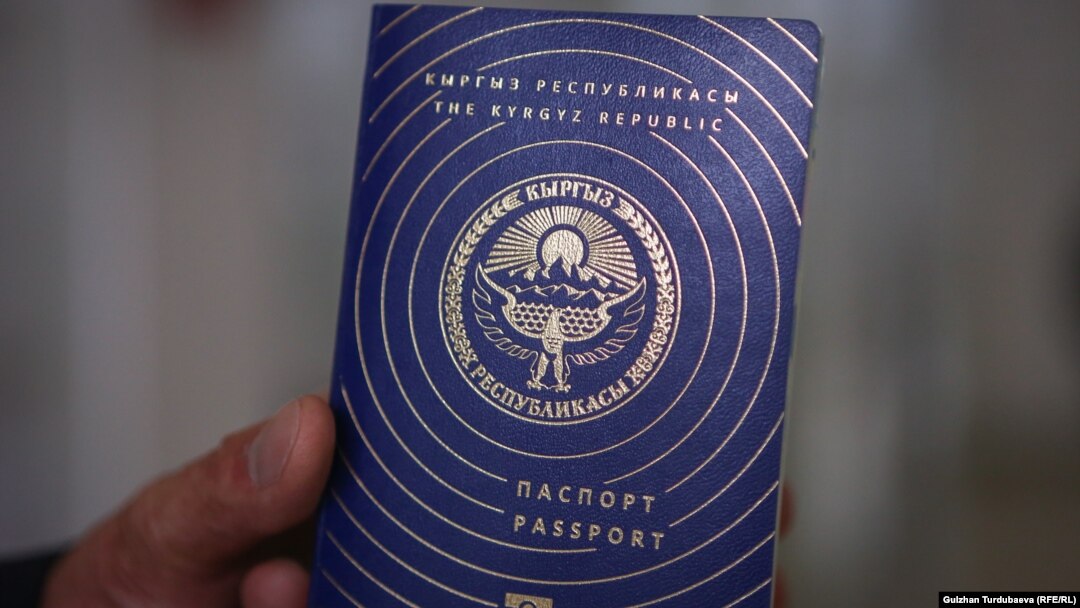 КЫРГЫЗ РЕСПУБЛИКАСЫ
THE KYRGYZ REPUBLIC
КЫРГЫЗ
РЕСПУБЛИКАСЫ
ПАСПОРТ
PASSPORT
Gulzhan Turdubaeva (RFE/RL)